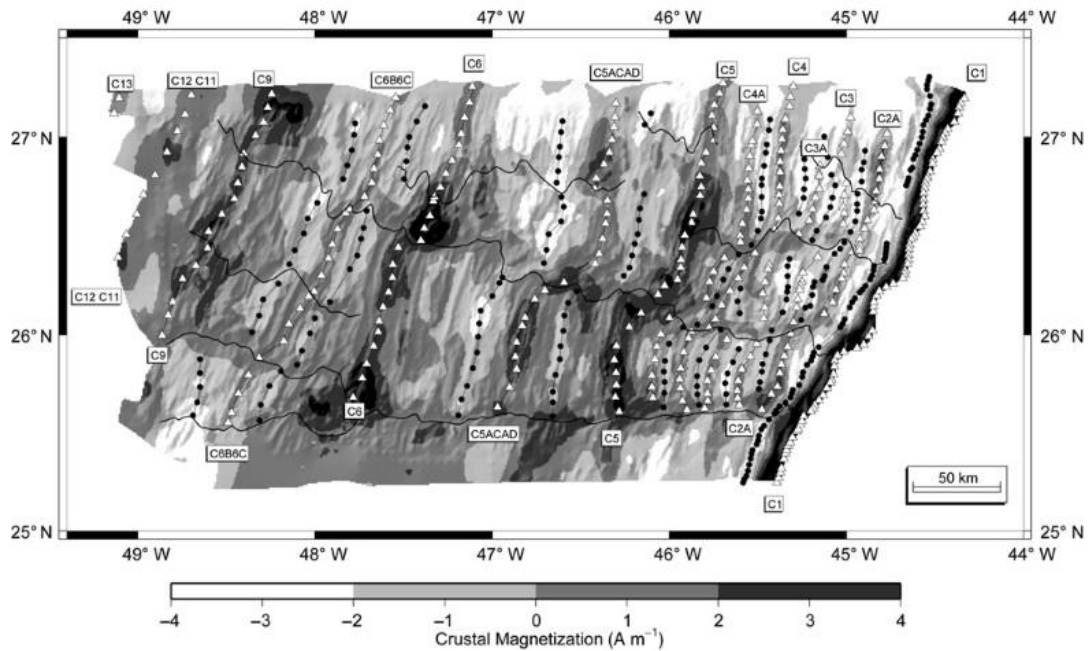 49° W 48° W 47° W 46° W 45° W 44° W
C13 C12 C11 C9 C6B6C C6 C5ACAD C5 C4A C4 C3 C2A C1
27° N 27° N
C3A
C12 C11
26° N 26° N
C9
C6B6C C6 C5ACAD C5 C2A
50 km
C1
25° N 25° N
49° W 48° W 47° W 46° W 45° W 44° W
–4 –3 –2 –1 0 1 2 3 4
Crustal Magnetization (A m⁻¹)